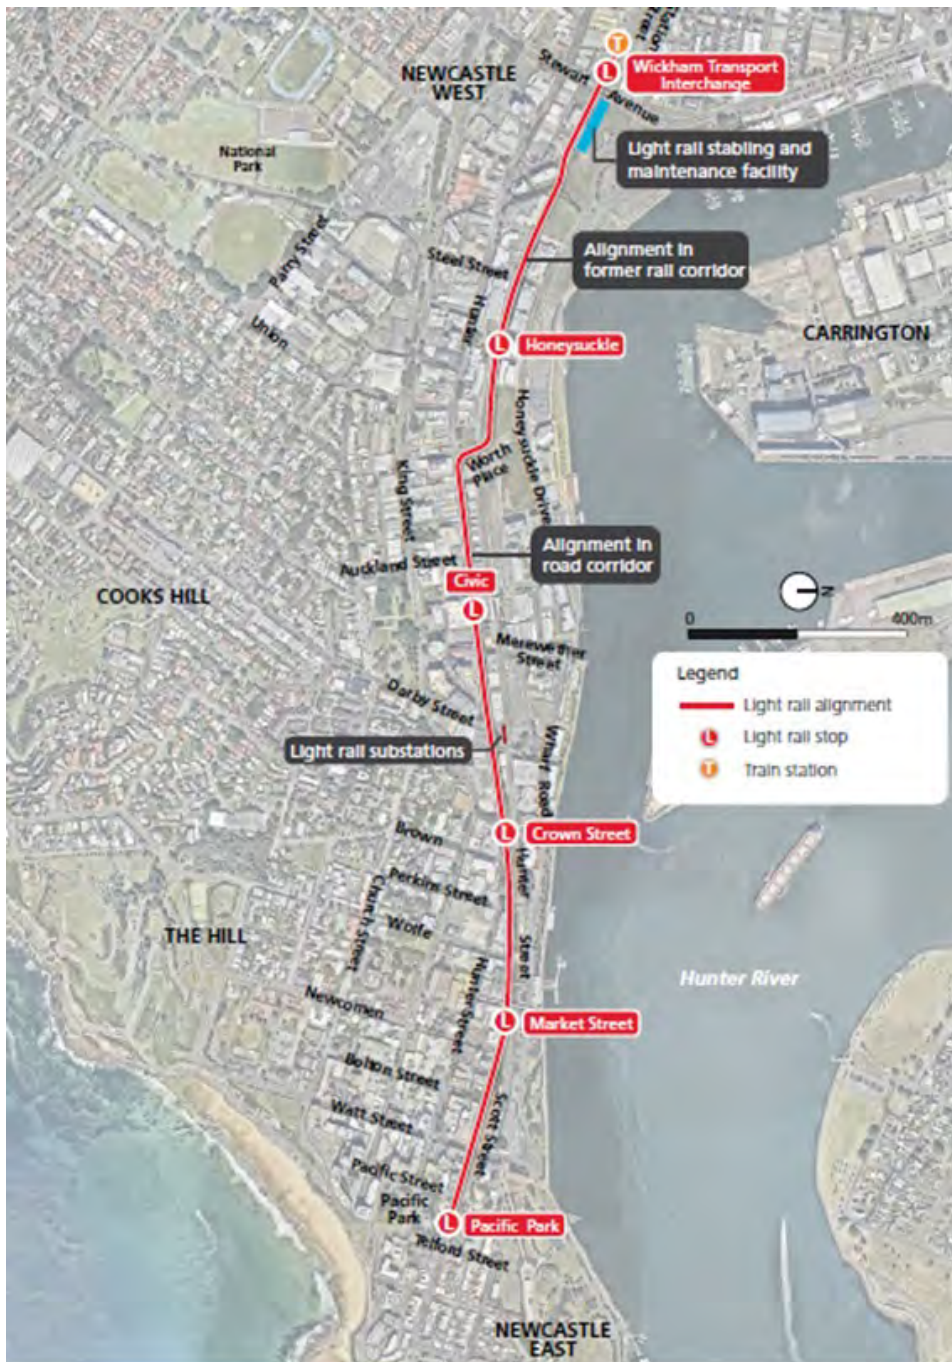 Station
Street
T
NEWCASTLE
WEST
Stewart
Avenue
L
Wickham Transport
Interchange
Light rail stabling and
maintenance facility
National
Park
Parry Street
Steel Street
Alignment in
former rail corridor
Union
Hunter
L
Honeysuckle
CARRINGTON
Honeysuckle Drive
Worth
Place
King Street
Auckland Street
Alignment in
road corridor
Civic
L
COOKS HILL
N
0
400m
Merewether
Street
Legend
Light rail alignment
L
Light rail stop
T
Train station
Darby Street
Light rail substations
Wharf Road
Brown
L
Crown Street
Hunter
Street
Perkins Street
Church Street
Wolfe
THE HILL
Hunter River
Newcomen
Hunter Street
L
Market Street
Bolton Street
Watt Street
Scott Street
Pacific Street
Pacific
Park
L
Pacific Park
Telford Street
NEWCASTLE
EAST